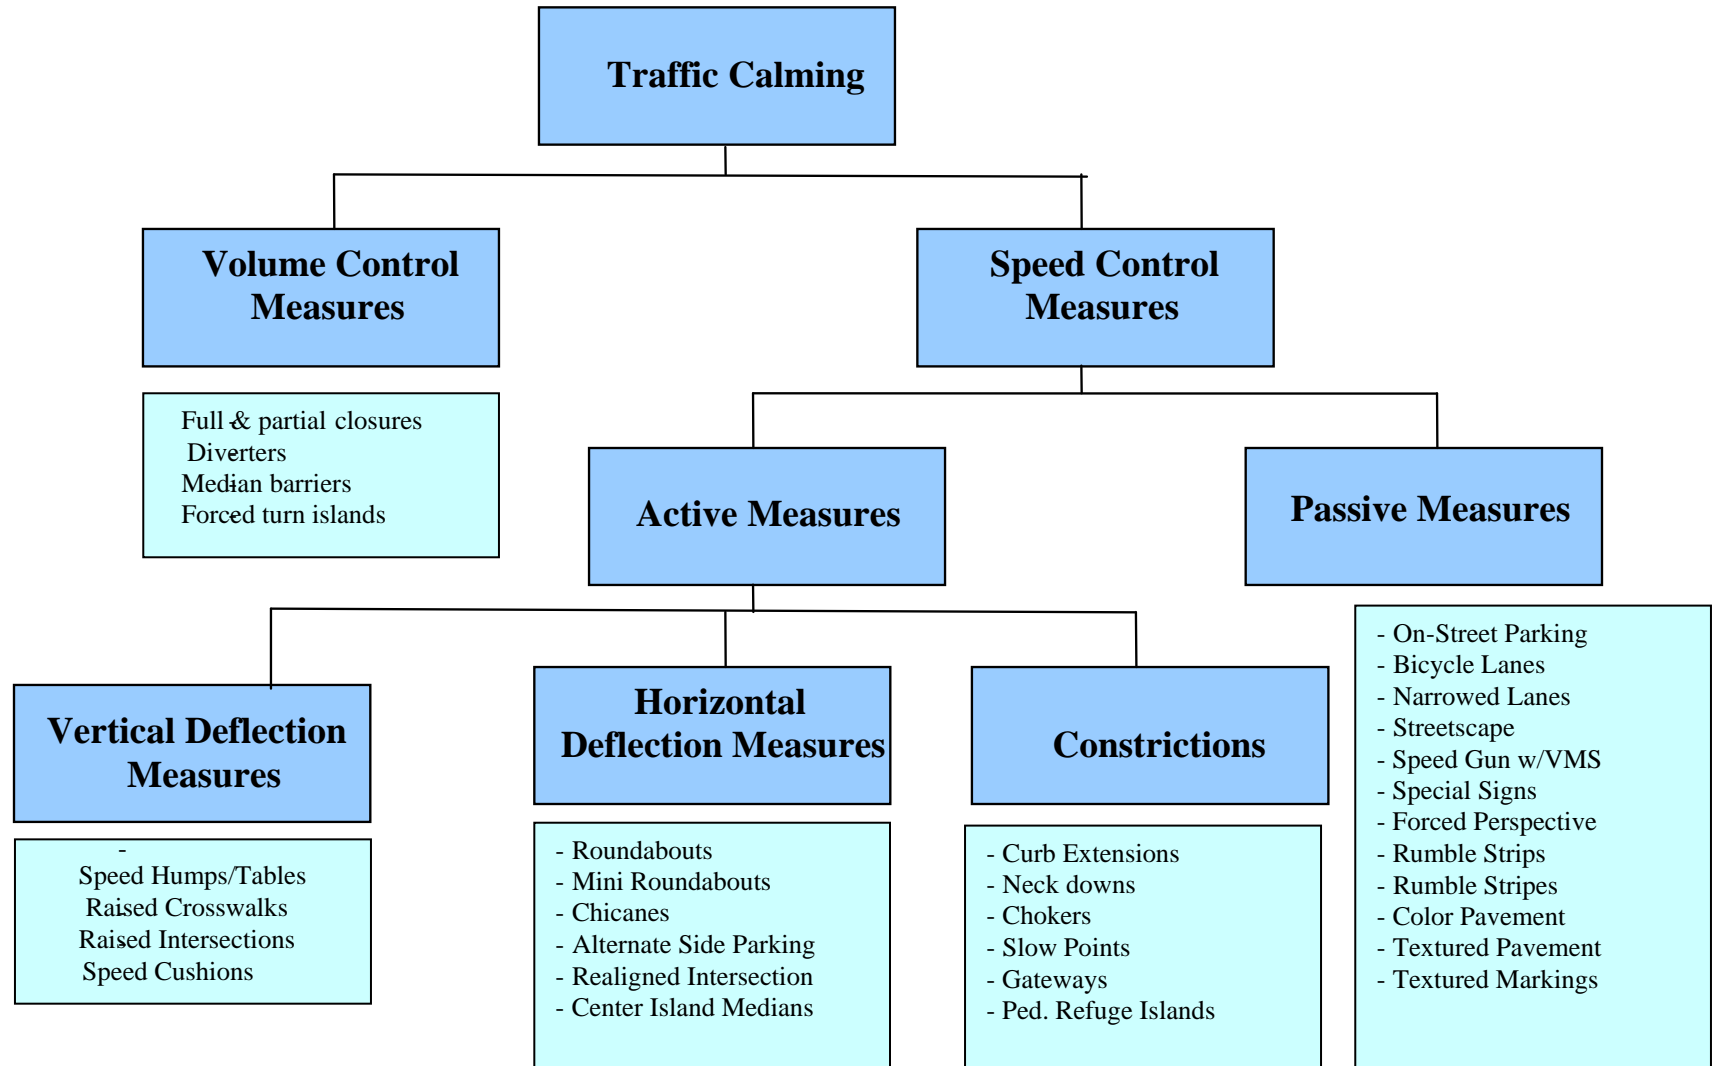 Traffic Calming
Volume Control
Measures
Speed Control
Measures
Full & partial closures
Diverters
Median barriers
Forced turn islands
Active Measures
Passive Measures
Vertical Deflection
Measures
Horizontal
Deflection Measures
Constrictions
-
Speed Humps/Tables
Raised Crosswalks
Raised Intersections
Speed Cushions
- Roundabouts
- Mini Roundabouts
- Chicanes
- Alternate Side Parking
- Realigned Intersection
- Center Island Medians
- Curb Extensions
- Neck downs
- Chokers
- Slow Points
- Gateways
- Ped. Refuge Islands
- On-Street Parking
- Bicycle Lanes
- Narrowed Lanes
- Streetscape
- Speed Gun w/VMS
- Special Signs
- Forced Perspective
- Rumble Strips
- Rumble Stripes
- Color Pavement
- Textured Pavement
- Textured Markings